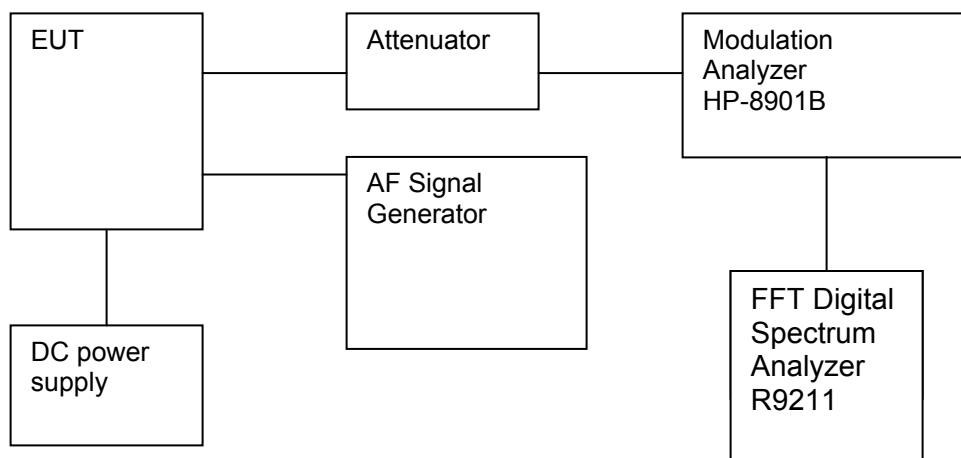 EUT
Attenuator
Modulation
Analyzer
HP-8901B
AF Signal
Generator
DC power
supply
FFT Digital
Spectrum
Analyzer
R9211